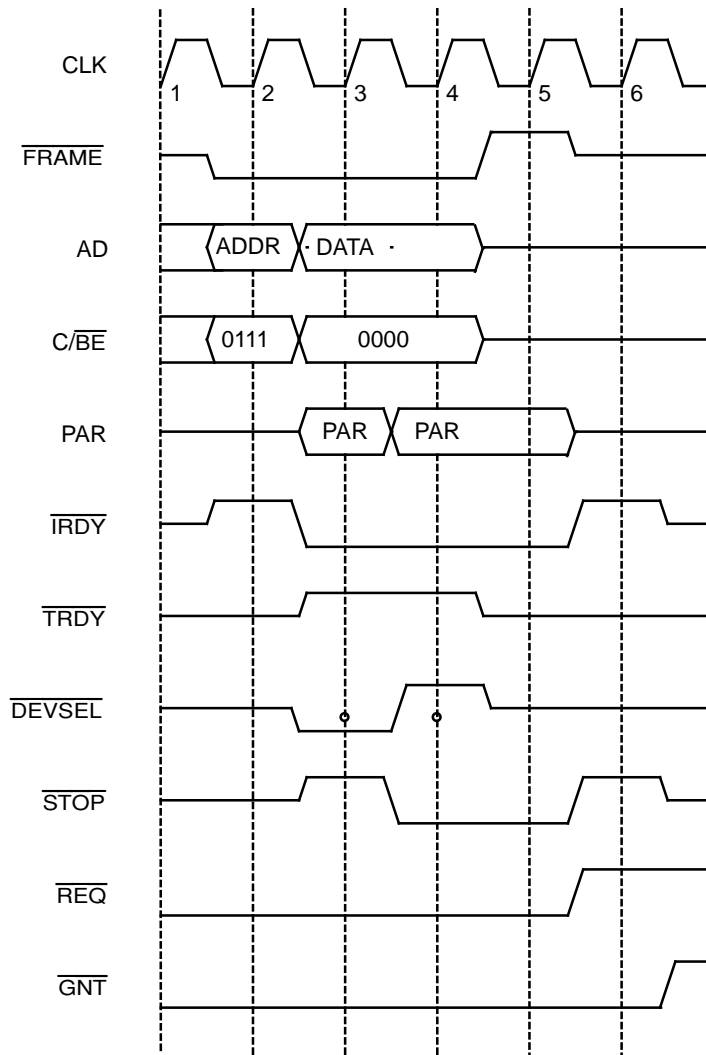 CLK
1 2 3 4 5 6
FRAME
AD ADDR DATA
C/BE 0111 0000
PAR PAR PAR
IRDY
TRDY
DEVSEL
STOP
REQ
GNT